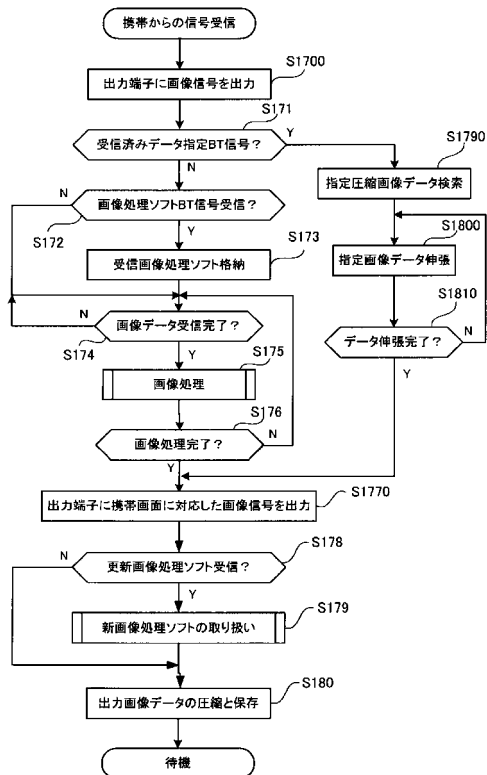 携帯からの信号受信
S1700
出力端子に画像信号を出力
S171
受信済みデータ指定BT信号？
Y
N
S1790
指定圧縮画像データ検索
N
画像処理ソフトBT信号受信？
S172
Y
S173
受信画像処理ソフト格納
S1800
指定画像データ伸張
N
画像データ受信完了？
S174
Y
S1810
データ伸張完了？
N
Y
S175
画像処理
S176
画像処理完了？
N
Y
S1770
出力端子に携帯画面に対応した画像信号を出力
N
S178
更新画像処理ソフト受信？
Y
S179
新画像処理ソフトの取り扱い
S180
出力画像データの圧縮と保存
待機